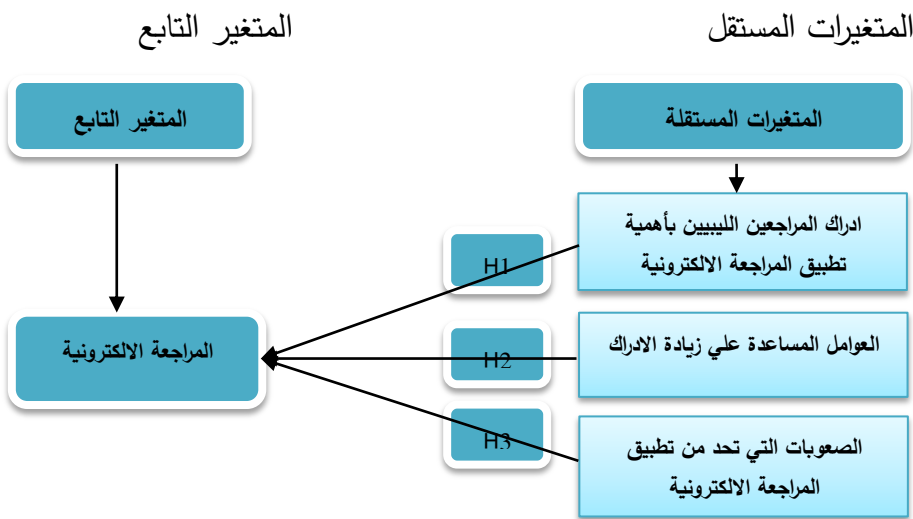 المتغيرات المستقل
المتغير التابع
المتغيرات المستقلة
المتغير التابع
ادراك المراجعين الليبيين بأهمية
تطبيق المراجعة الالكترونية
H1
العوامل المساعدة علي زيادة الادراك
H2
المراجعة الالكترونية
الصعوبات التي تحد من تطبيق
المراجعة الالكترونية
H3